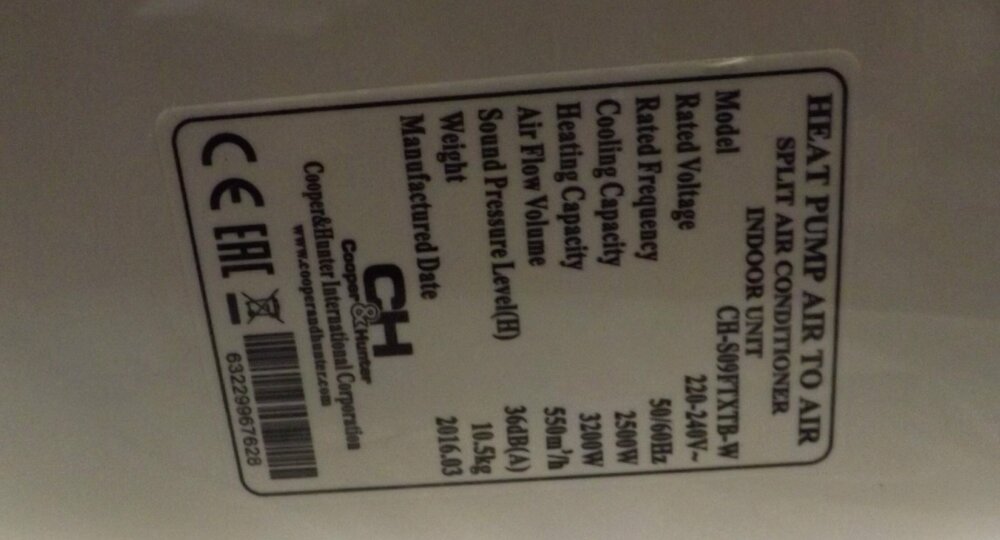 HEAT PUMP AIR TO AIR
SPLIT AIR CONDITIONER
INDOOR UNIT
Model CH-S09FTXTB-W
Rated Voltage 220-240V~
Rated Frequency 50/60Hz
Cooling Capacity 2500W
Heating Capacity 3200W
Air Flow Volume 550m³/h
Sound Pressure Level(H) 36dB(A)
Weight 10.5kg
Manufactured Date 2016.03
CH
Cooper&Hunter
Cooper&Hunter International Corporation
www.cooperandhunter.com
CE EAC
63229967628